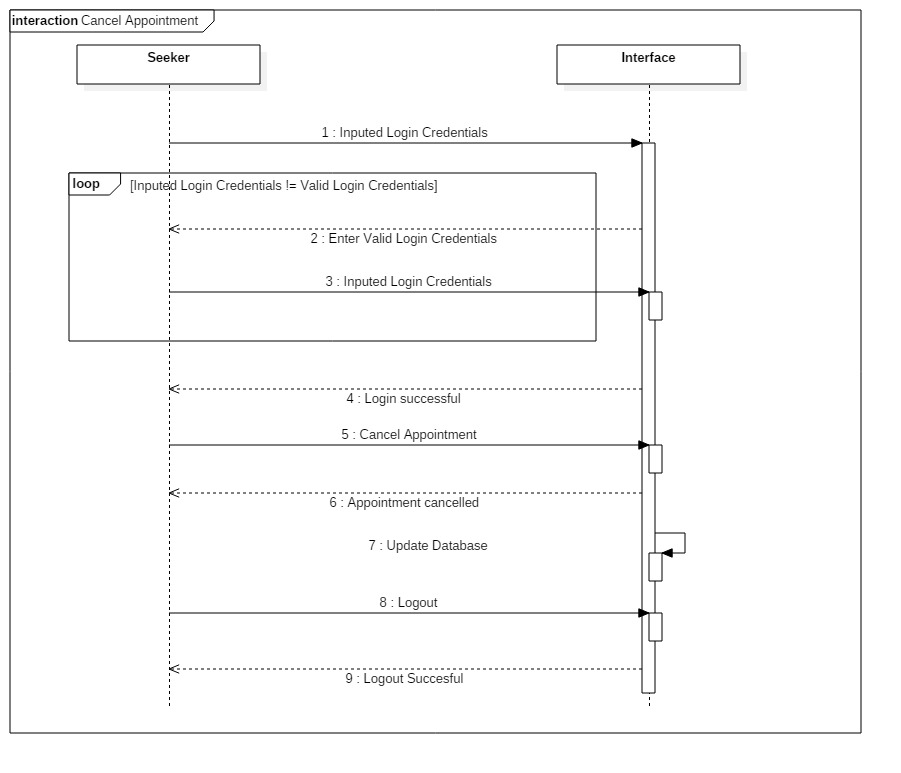 interaction Cancel Appointment
Seeker
Interface
1 : Inputed Login Credentials
loop
[Inputed Login Credentials != Valid Login Credentials]
2 : Enter Valid Login Credentials
3 : Inputed Login Credentials
4 : Login successful
5 : Cancel Appointment
6 : Appointment cancelled
7 : Update Database
8 : Logout
9 : Logout Succesful